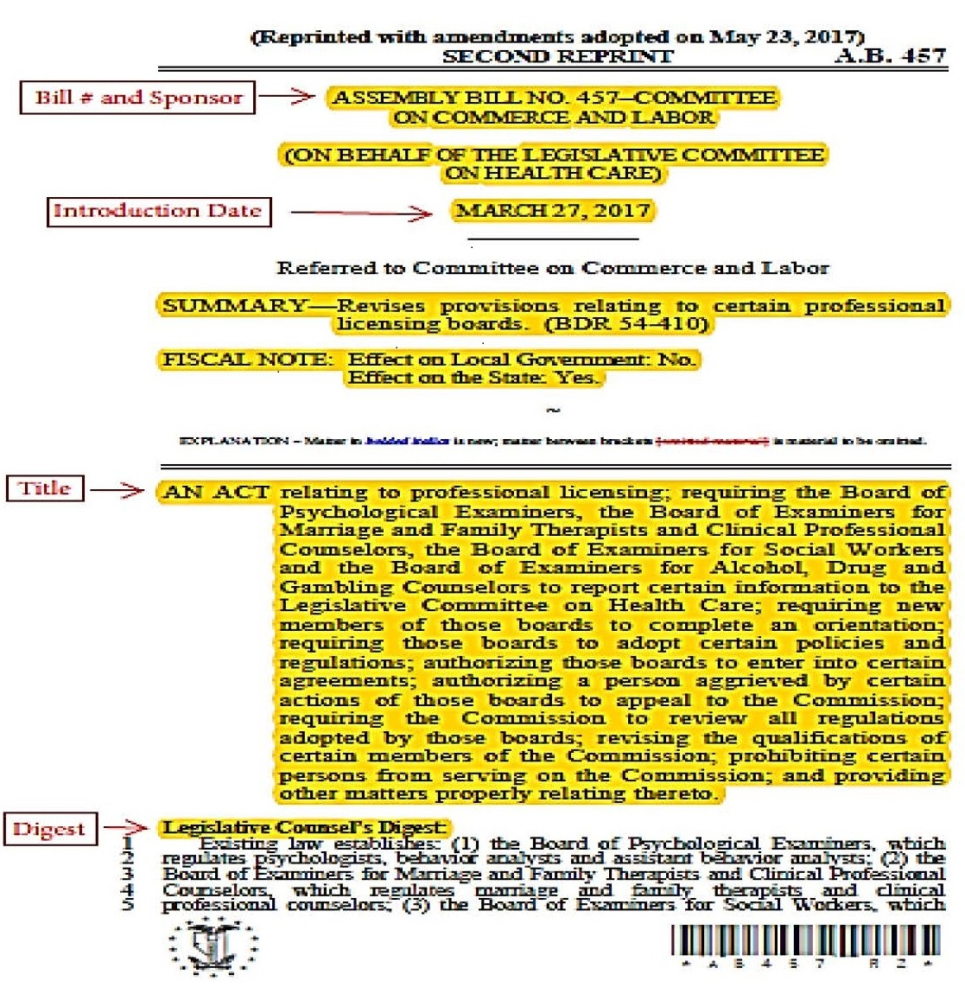 (Reprinted with amendments adopted on May 23, 2017)
SECOND REPRINT A.B. 457
Bill # and Sponsor
ASSEMBLY BILL NO. 457–COMMITTEE
ON COMMERCE AND LABOR
(ON BEHALF OF THE LEGISLATIVE COMMITTEE
ON HEALTH CARE)
Introduction Date
MARCH 27, 2017
Referred to Committee on Commerce and Labor
SUMMARY—Revises provisions relating to certain professional
licensing boards. (BDR 54-410)
FISCAL NOTE: Effect on Local Government: No.
Effect on the State: Yes.
~
EXPLANATION – Matter in bolded italics is new; matter between brackets [omitted material] is material to be omitted.
Title
AN ACT relating to professional licensing; requiring the Board of
Psychological Examiners, the Board of Examiners for
Marriage and Family Therapists and Clinical Professional
Counselors, the Board of Examiners for Social Workers
and the Board of Examiners for Alcohol, Drug and
Gambling Counselors to report certain information to the
Legislative Committee on Health Care; requiring new
members of those boards to complete an orientation;
requiring those boards to adopt certain policies and
regulations; authorizing those boards to enter into certain
agreements; authorizing a person aggrieved by certain
actions of those boards to appeal to the Commission;
requiring the Commission to review all regulations
adopted by those boards; revising the qualifications of
certain members of the Commission; prohibiting certain
persons from serving on the Commission; and providing
other matters properly relating thereto.
Digest
Legislative Counsel's Digest:
1 Existing law establishes: (1) the Board of Psychological Examiners, which
2 regulates psychologists, behavior analysts and assistant behavior analysts; (2) the
3 Board of Examiners for Marriage and Family Therapists and Clinical Professional
4 Counselors, which regulates marriage and family therapists and clinical
5 professional counselors; (3) the Board of Examiners for Social Workers, which
* A B 4 5 7 R 2 *